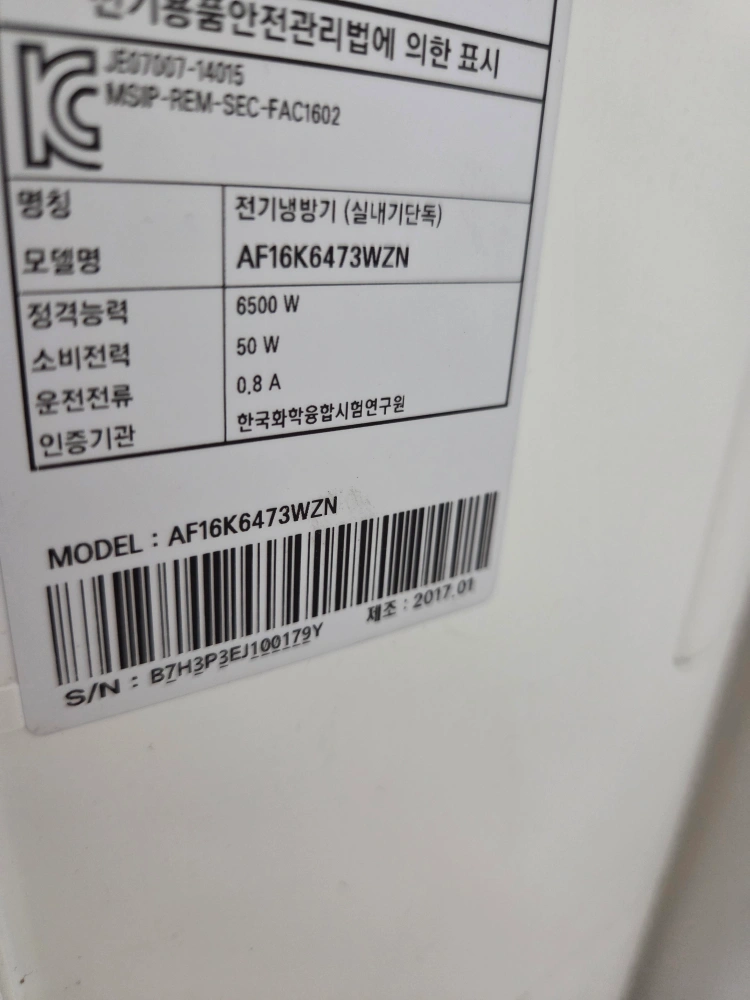 전기용품안전관리법에 의한 표시
JE07007-14015
MSIP-REM-SEC-FAC1602
명칭 전기냉방기 (실내기단독)
모델명 AF16K6473WZN
정격능력 6500 W
소비전력 50 W
운전전류 0.8 A
인증기관 한국화학융합시험연구원
MODEL : AF16K6473WZN
제조 : 2017.01
S/N : B7H3P3EJ100179Y